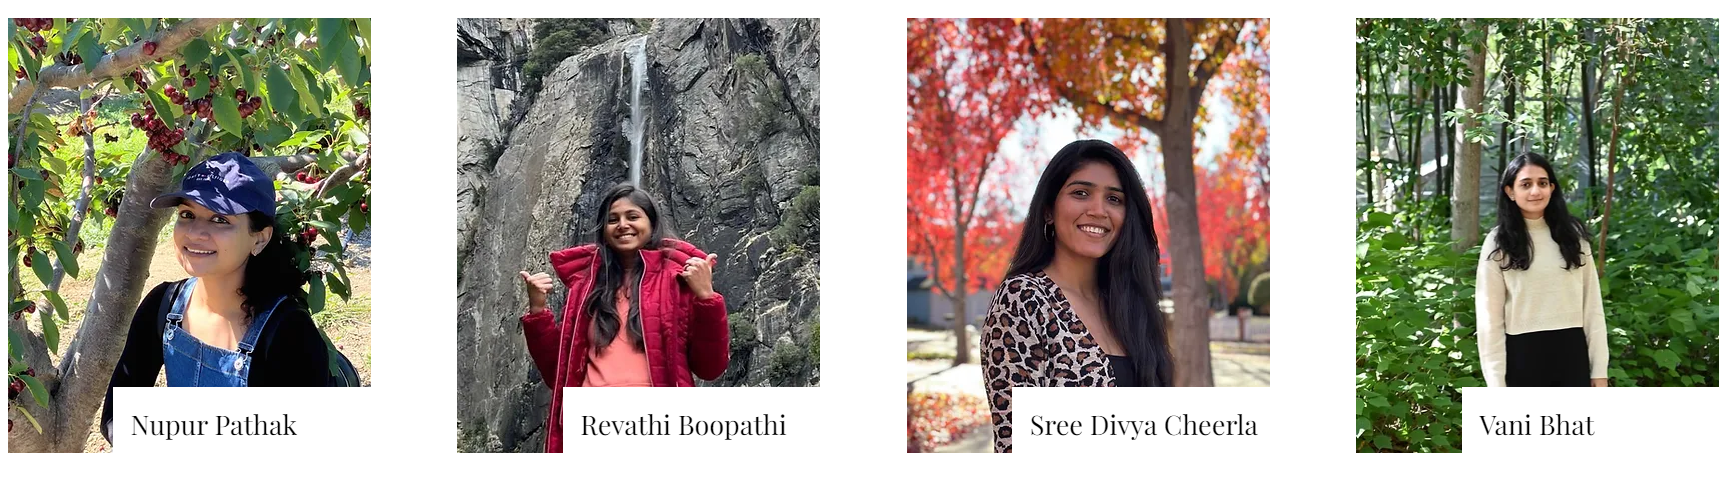 Nupur Pathak
Revathi Boopathi
Sree Divya Cheerla
Vani Bhat